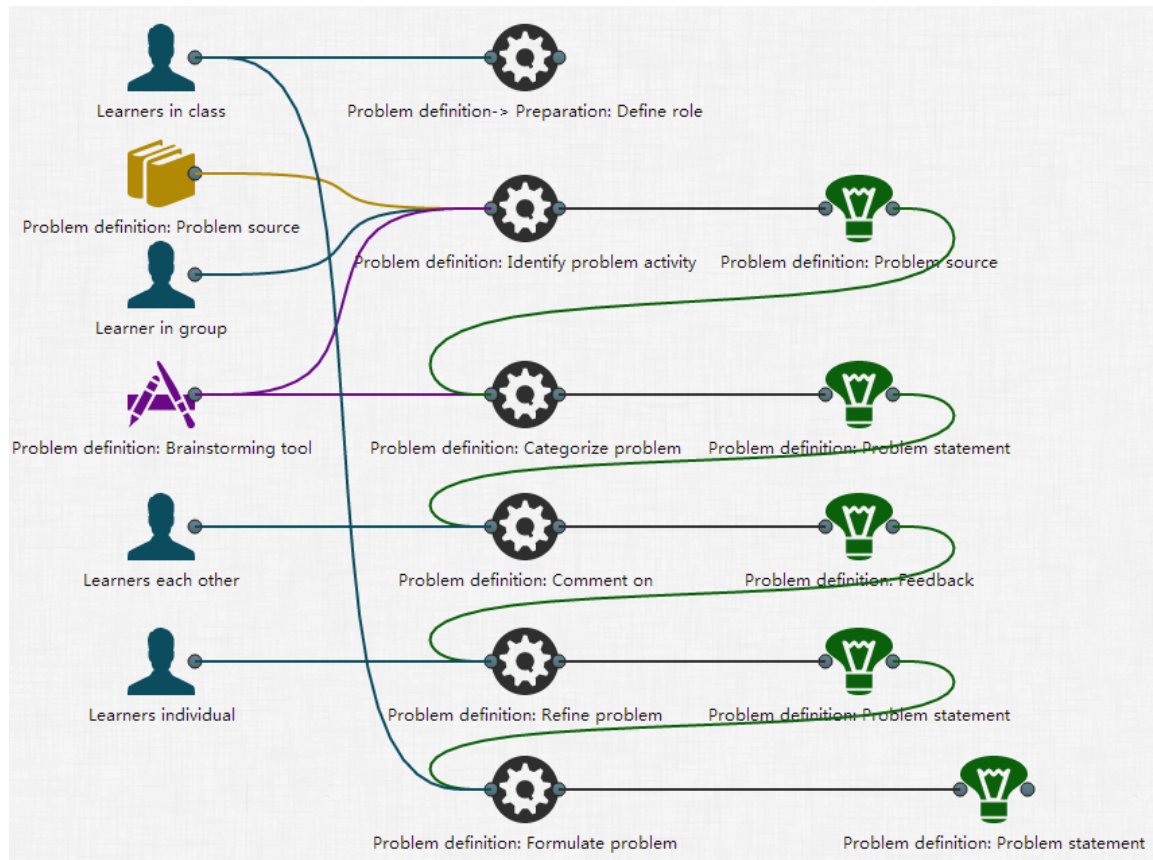 Learners in class
Problem definition-> Preparation: Define role
Problem definition: Problem source
Problem definition: Identify problem activity
Problem definition: Problem source
Learner in group
Problem definition: Brainstorming tool
Problem definition: Categorize problem
Problem definition: Problem statement
Learners each other
Problem definition: Comment on
Problem definition: Feedback
Learners individual
Problem definition: Refine problem
Problem definition: Problem statement
Problem definition: Formulate problem
Problem definition: Problem statement